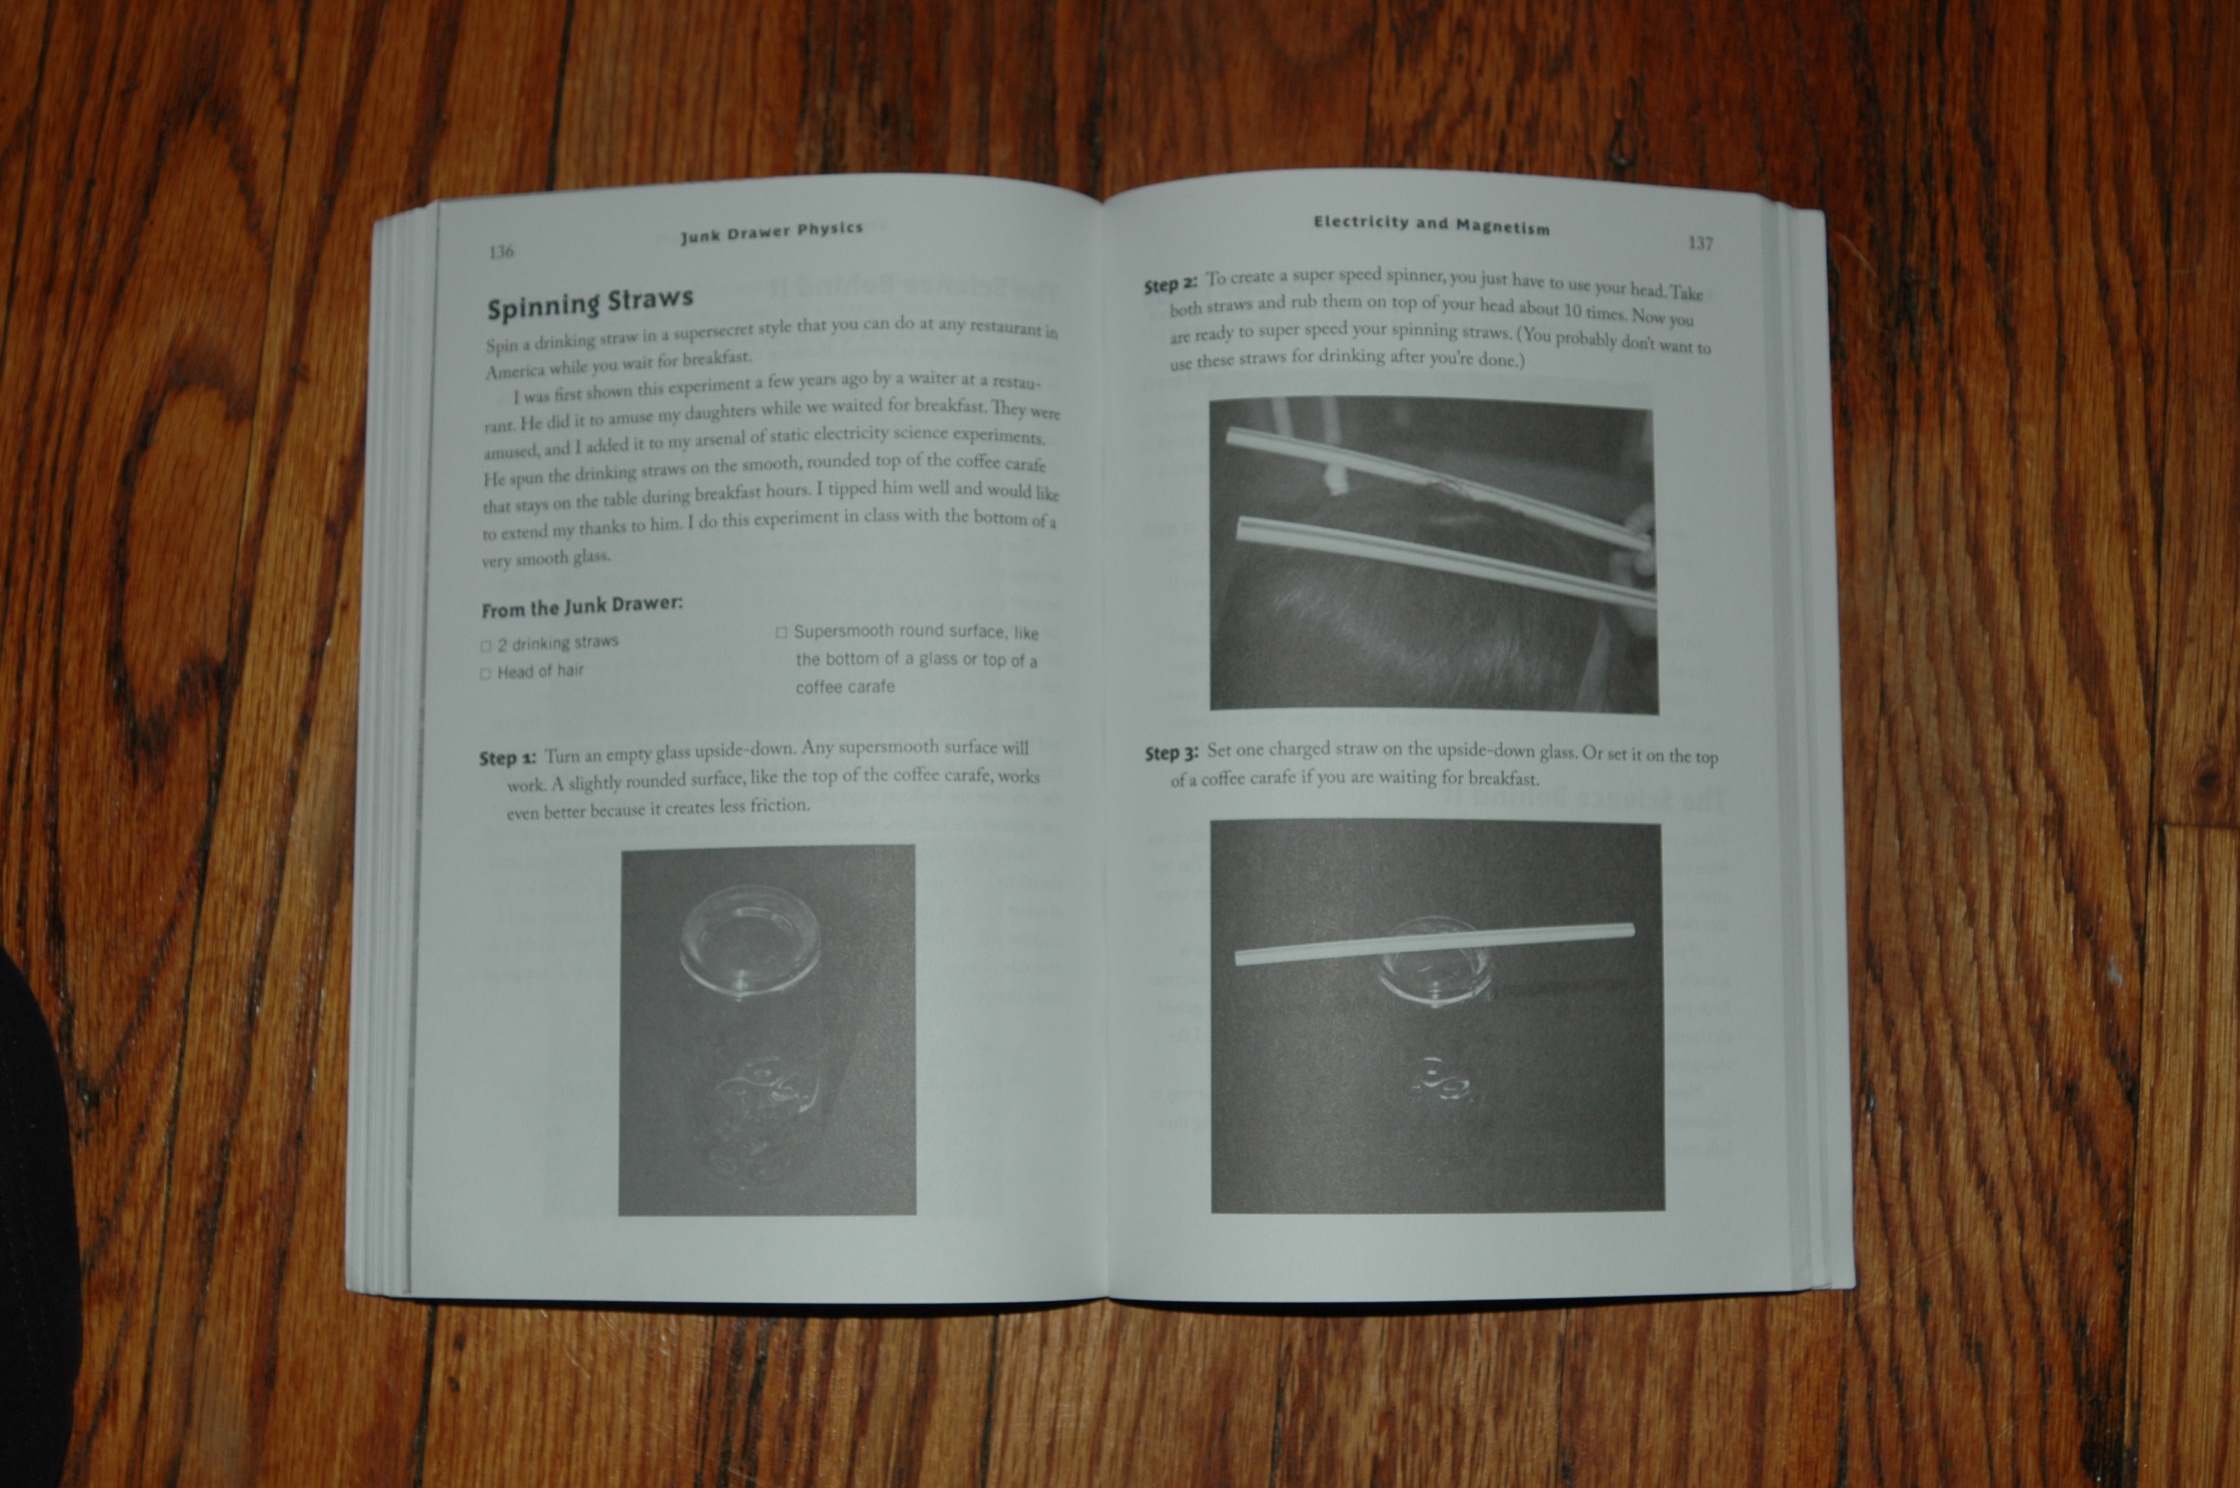 136
Junk Drawer Physics
Spinning Straws
Spin a drinking straw in a supersecret style that you can do at any restaurant in
America while you wait for breakfast.
I was first shown this experiment a few years ago by a waiter at a restau-
rant. He did it to amuse my daughters while we waited for breakfast. They were
amused, and I added it to my arsenal of static electricity science experiments.
He spun the drinking straws on the smooth, rounded top of the coffee carafe
that stays on the table during breakfast hours. I tipped him well and would like
to extend my thanks to him. I do this experiment in class with the bottom of a
very smooth glass.
From the Junk Drawer:
□ 2 drinking straws
□ Head of hair
□ Supersmooth round surface, like
the bottom of a glass or top of a
coffee carafe
Step 1: Turn an empty glass upside-down. Any supersmooth surface will
work. A slightly rounded surface, like the top of the coffee carafe, works
even better because it creates less friction.
Electricity and Magnetism
137
Step 2: To create a super speed spinner, you just have to use your head. Take
both straws and rub them on top of your head about 10 times. Now you
are ready to super speed your spinning straws. (You probably don't want to
use these straws for drinking after you're done.)
Step 3: Set one charged straw on the upside-down glass. Or set it on the top
of a coffee carafe if you are waiting for breakfast.